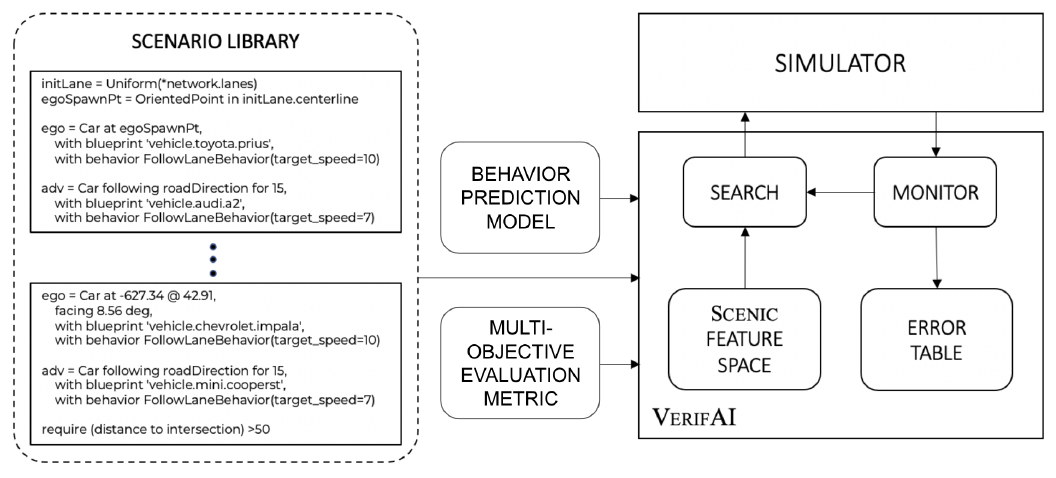 SCENARIO LIBRARY
initLane = Uniform(*network.lanes)
egoSpawnPt = OrientedPoint in initLane.centerline
ego = Car at egoSpawnPt,
with blueprint 'vehicle.toyota.prius',
with behavior FollowLaneBehavior(target_speed=10)
adv = Car following roadDirection for 15,
with blueprint 'vehicle.audi.a2',
with behavior FollowLaneBehavior(target_speed=7)
ego = Car at -627.34 @ 42.91,
facing 8.56 deg,
with blueprint 'vehicle.chevrolet.impala',
with behavior FollowLaneBehavior(target_speed=10)
adv = Car following roadDirection for 15,
with blueprint 'vehicle.mini.cooperst',
with behavior FollowLaneBehavior(target_speed=7)
require (distance to intersection) >50
BEHAVIOR
PREDICTION
MODEL
MULTI-
OBJECTIVE
EVALUATION
METRIC
SIMULATOR
SEARCH
MONITOR
SCENIC
FEATURE
SPACE
ERROR
TABLE
VERIFAI